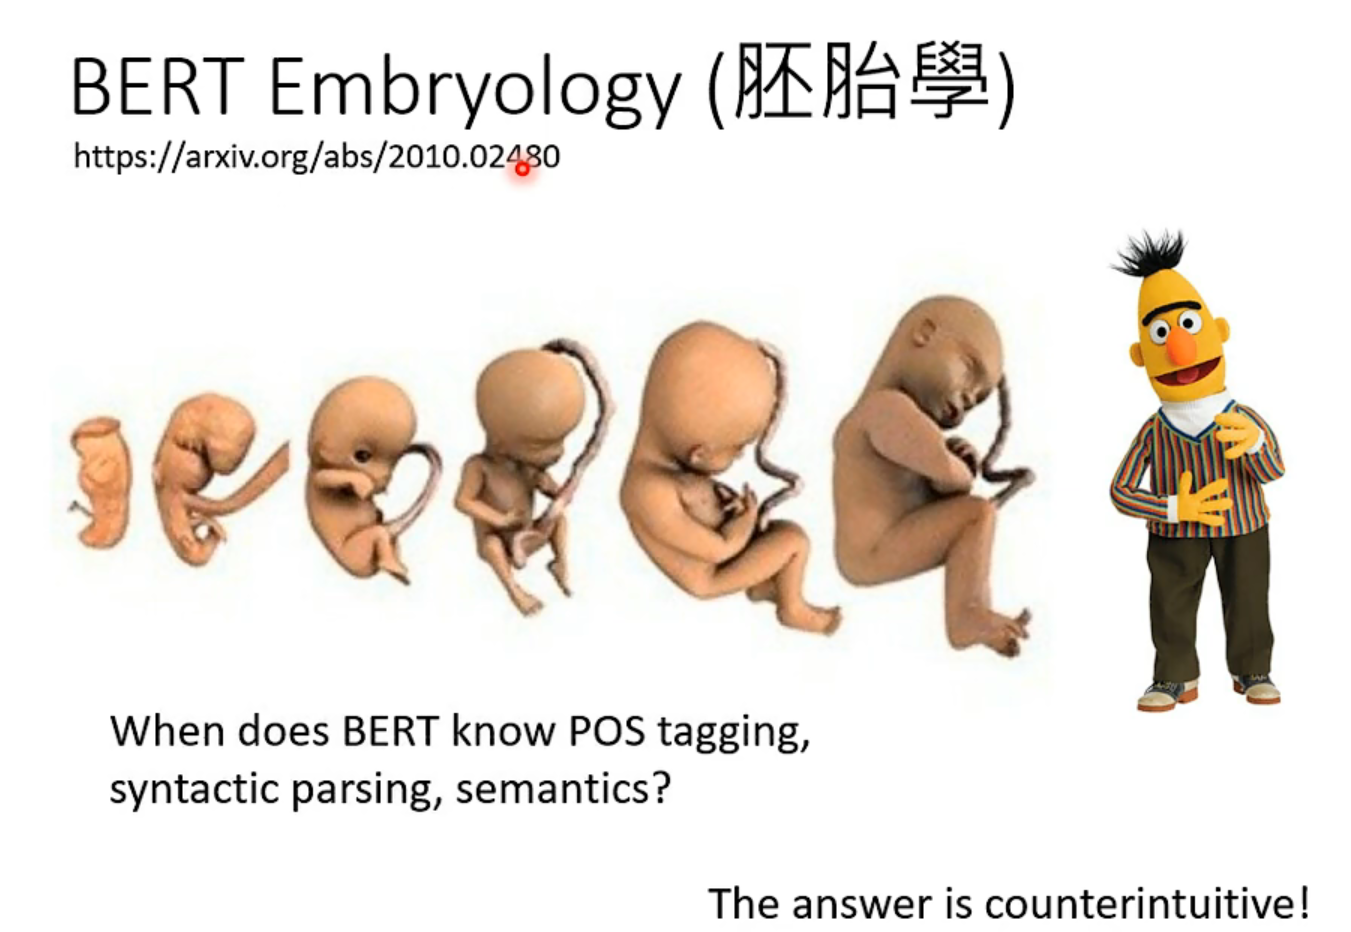 BERT Embryology (胚胎學)
https://arxiv.org/abs/2010.02480
When does BERT know POS tagging,
syntactic parsing, semantics?
The answer is counterintuitive!